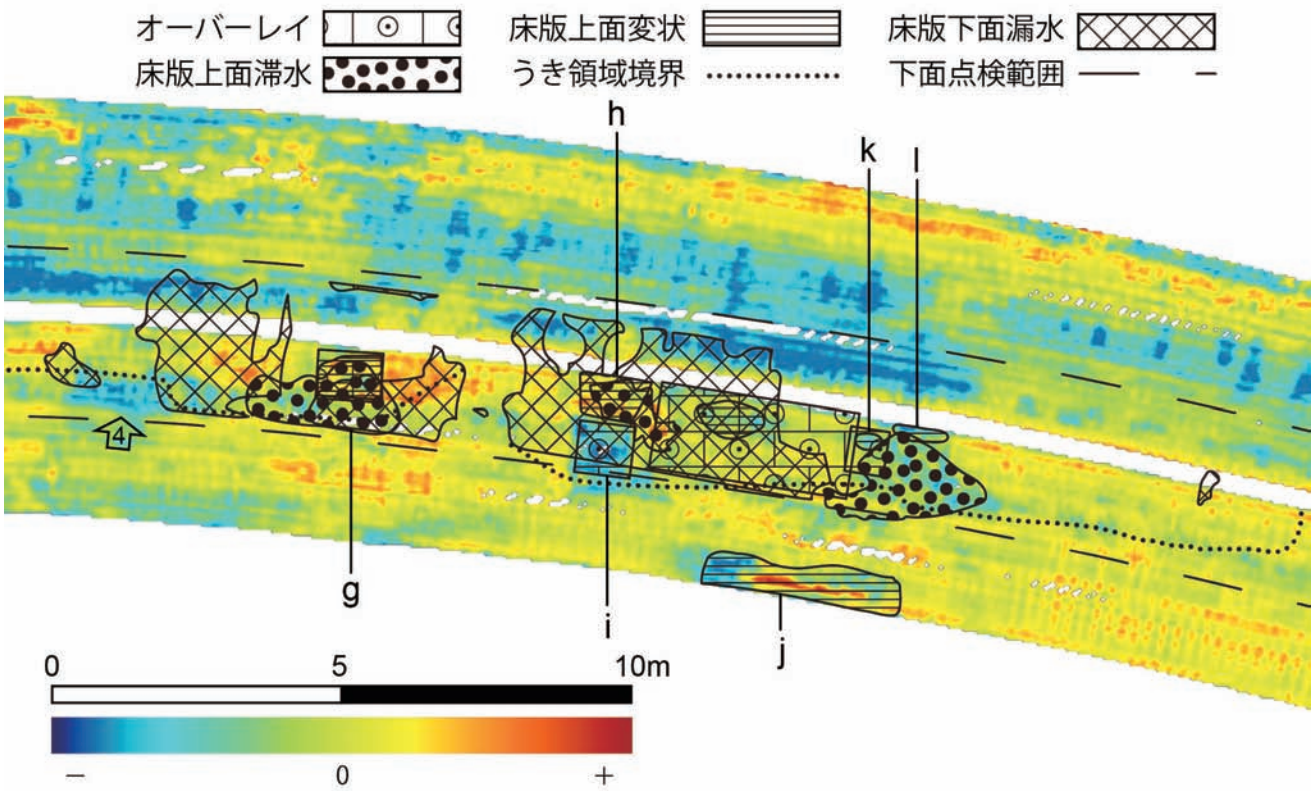 オーバーレイ 床版上面変状 床版下面漏水
床版上面滞水 うき領域境界 下面点検範囲
h
k l
4
g
i
j
0 5 10m
− 0 +